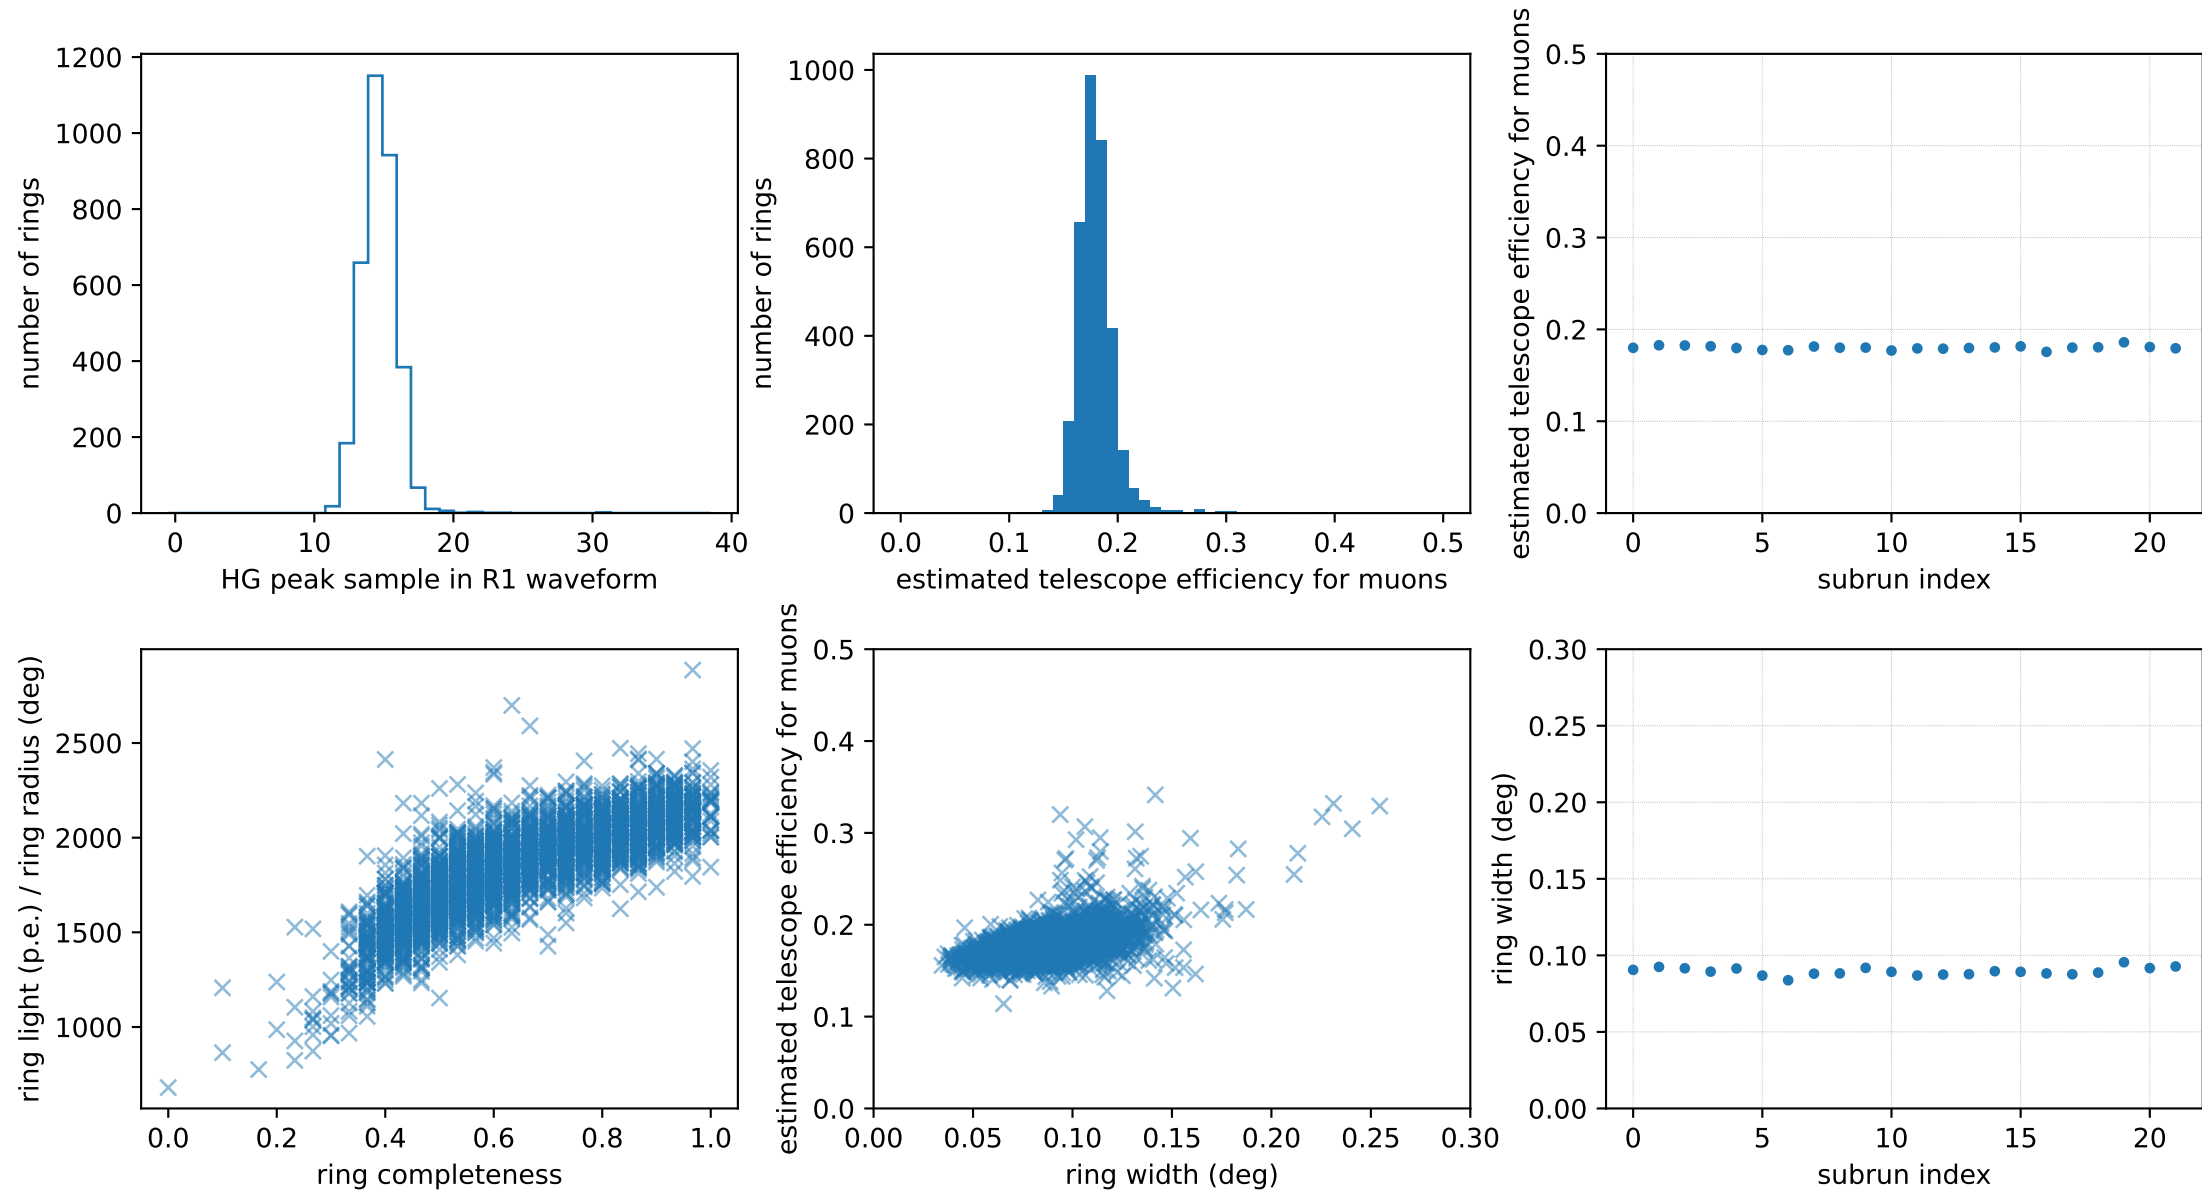 1200
1000
800
600
400
200
0
number of rings
0 10 20 30 40
HG peak sample in R1 waveform
1000
800
600
400
200
0
number of rings
0.0 0.1 0.2 0.3 0.4 0.5
estimated telescope efficiency for muons
0.5
0.4
0.3
0.2
0.1
0.0
estimated telescope efficiency for muons
0 5 10 15 20
subrun index
2500
2000
1500
1000
ring light (p.e.) / ring radius (deg)
0.0 0.2 0.4 0.6 0.8 1.0
ring completeness
0.5
0.4
0.3
0.2
0.1
0.0
estimated telescope efficiency for muons
0.00 0.05 0.10 0.15 0.20 0.25 0.30
ring width (deg)
0.30
0.25
0.20
0.15
0.10
0.05
0.00
ring width (deg)
0 5 10 15 20
subrun index